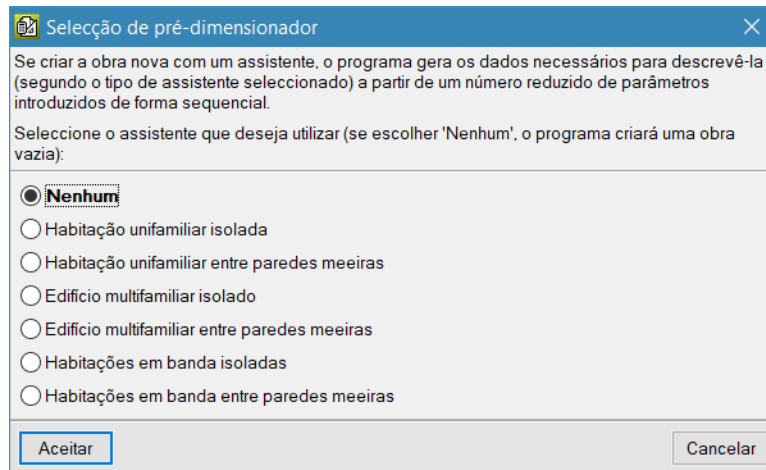 Selecção de pré-dimensionador
Se criar a obra nova com um assistente, o programa gera os dados necessários para descrevê-la
(segundo o tipo de assistente seleccionado) a partir de um número reduzido de parâmetros
introduzidos de forma sequencial.
Seleccione o assistente que deseja utilizar (se escolher 'Nenhum', o programa criará uma obra
vazia):
Nenhum
Habitação unifamiliar isolada
Habitação unifamiliar entre paredes meeiras
Edifício multifamiliar isolado
Edifício multifamiliar entre paredes meeiras
Habitações em banda isoladas
Habitações em banda entre paredes meeiras
Aceitar
Cancelar